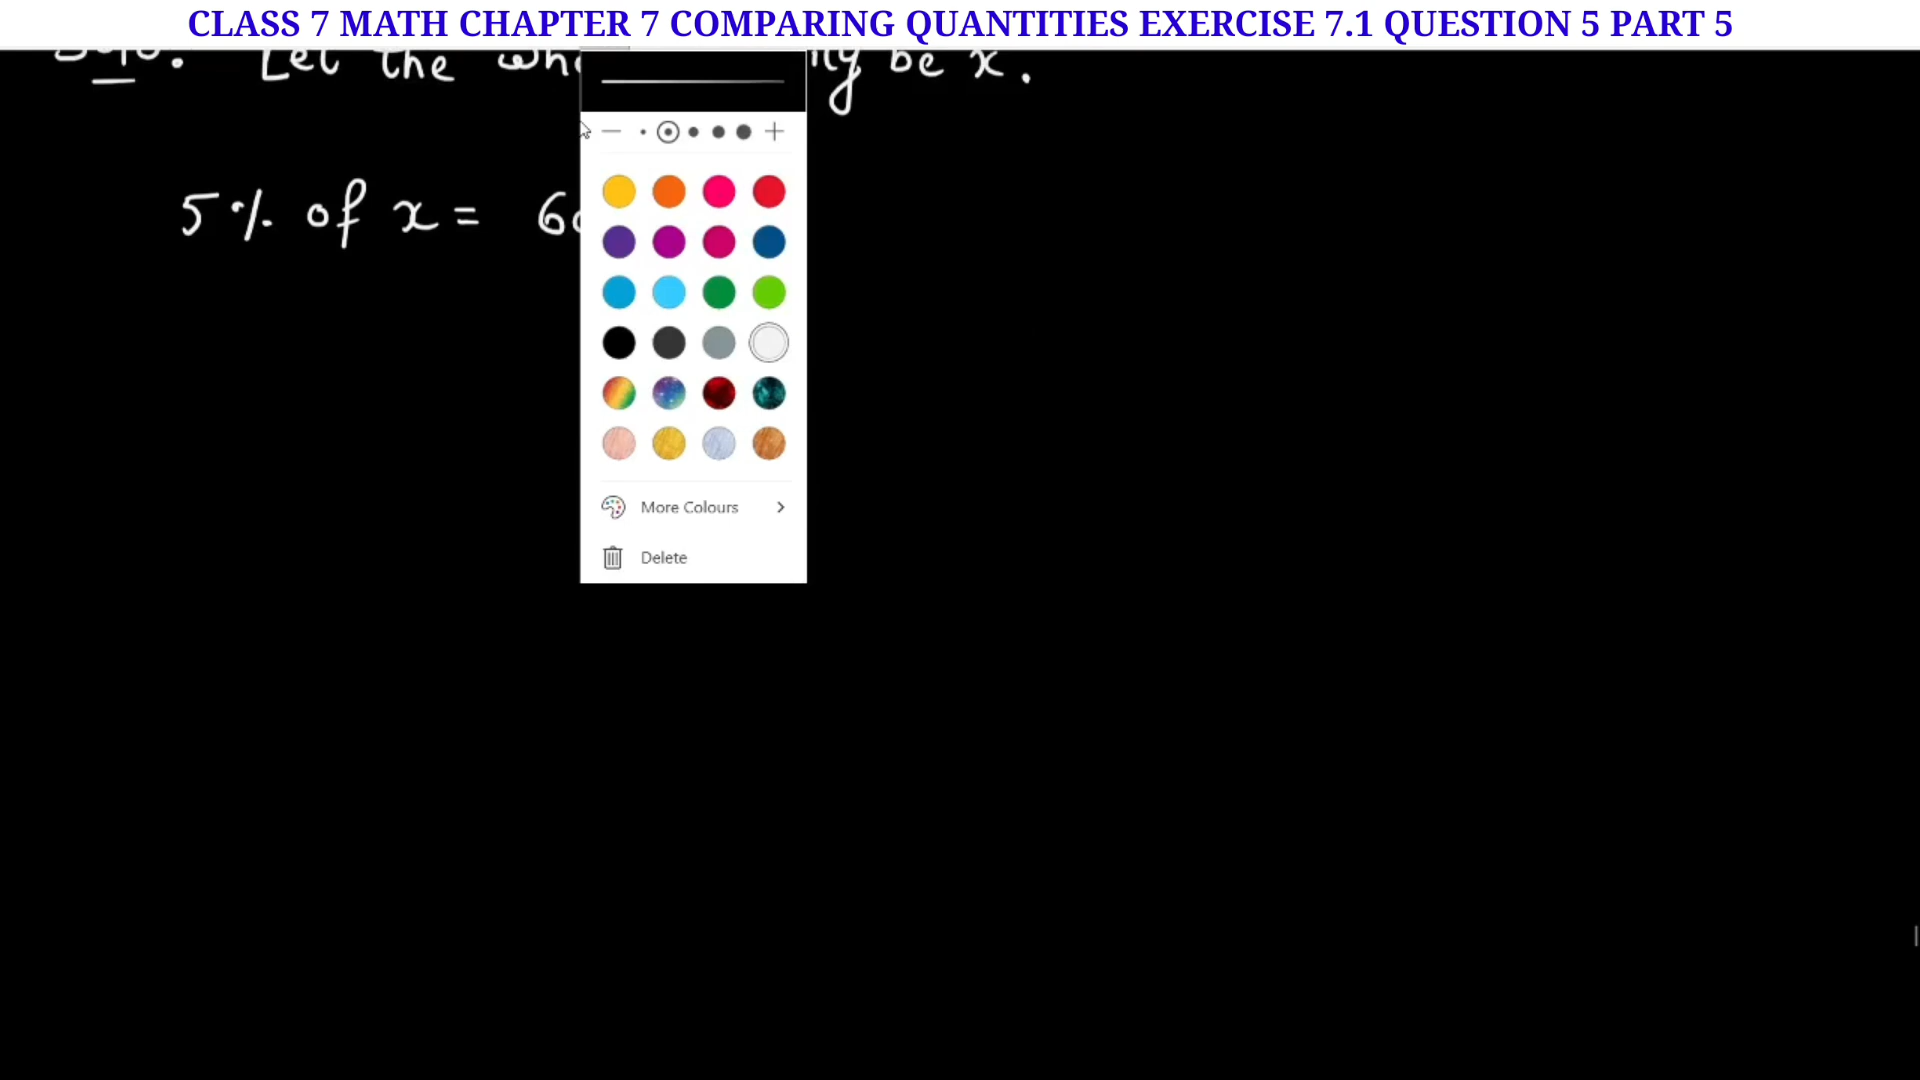 CLASS 7 MATH CHAPTER 7 COMPARING QUANTITIES EXERCISE 7.1 QUESTION 5 PART 5
Let the be x.
5% of x =
More Colours
Delete